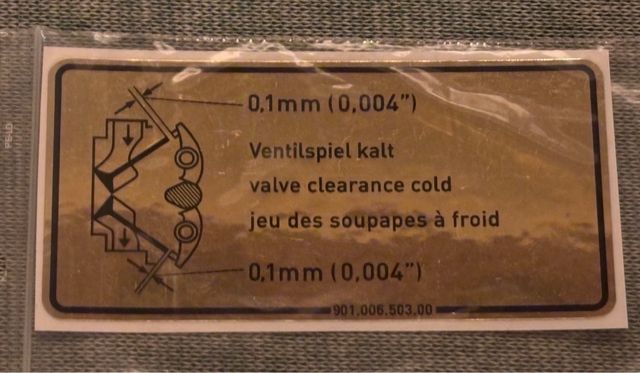 0,1mm (0,004”)
Ventilspiel kalt
valve clearance cold
jeu des soupapes à froid
0,1mm (0,004”)
901.006.503.00